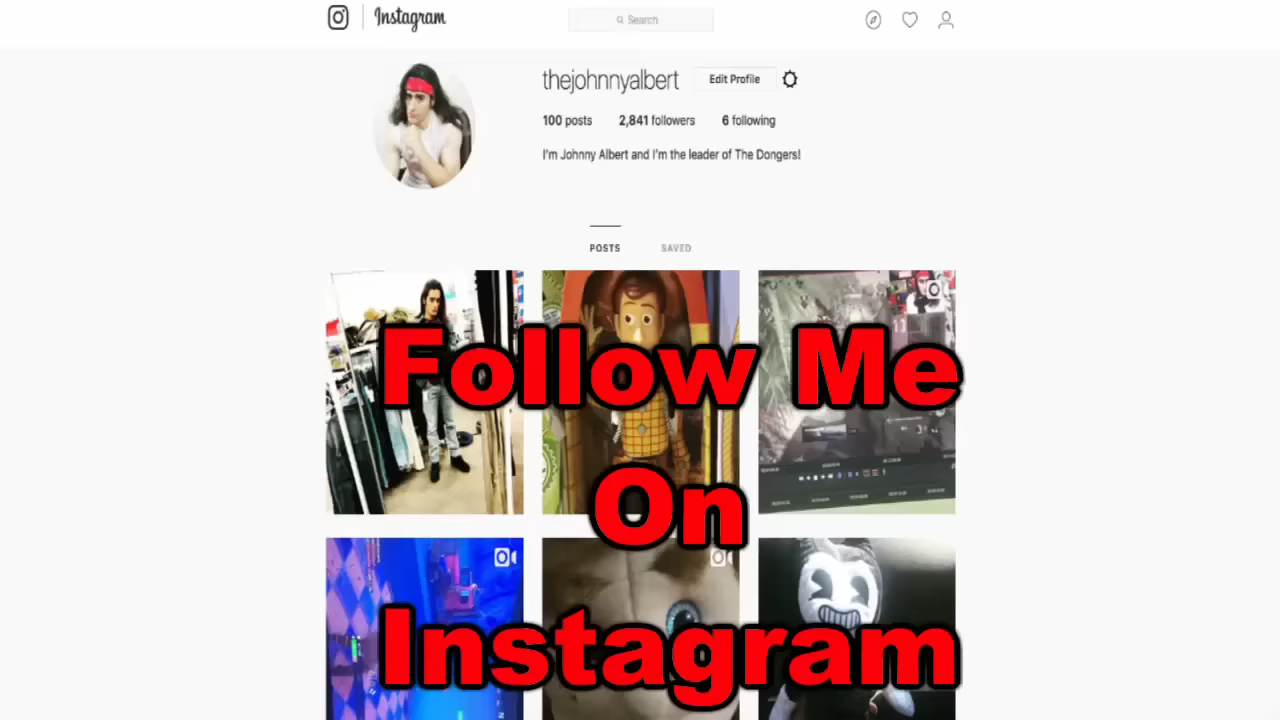 Instagram
Search
thejohnnyalbert
Edit Profile
100 posts 2,841 followers 6 following
I'm Johnny Albert and I'm the leader of The Dongers!
POSTS SAVED
Follow Me
On
Instagram